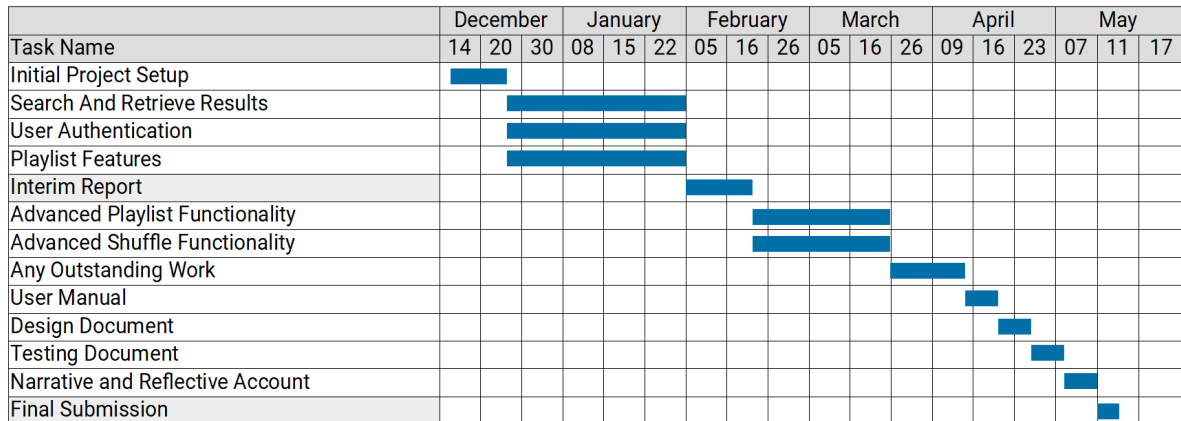 December January February March April May
Task Name 14 20 30 08 15 22 05 16 26 05 16 26 09 16 23 07 11 17
Initial Project Setup
Search And Retrieve Results
User Authentication
Playlist Features
Interim Report
Advanced Playlist Functionality
Advanced Shuffle Functionality
Any Outstanding Work
User Manual
Design Document
Testing Document
Narrative and Reflective Account
Final Submission